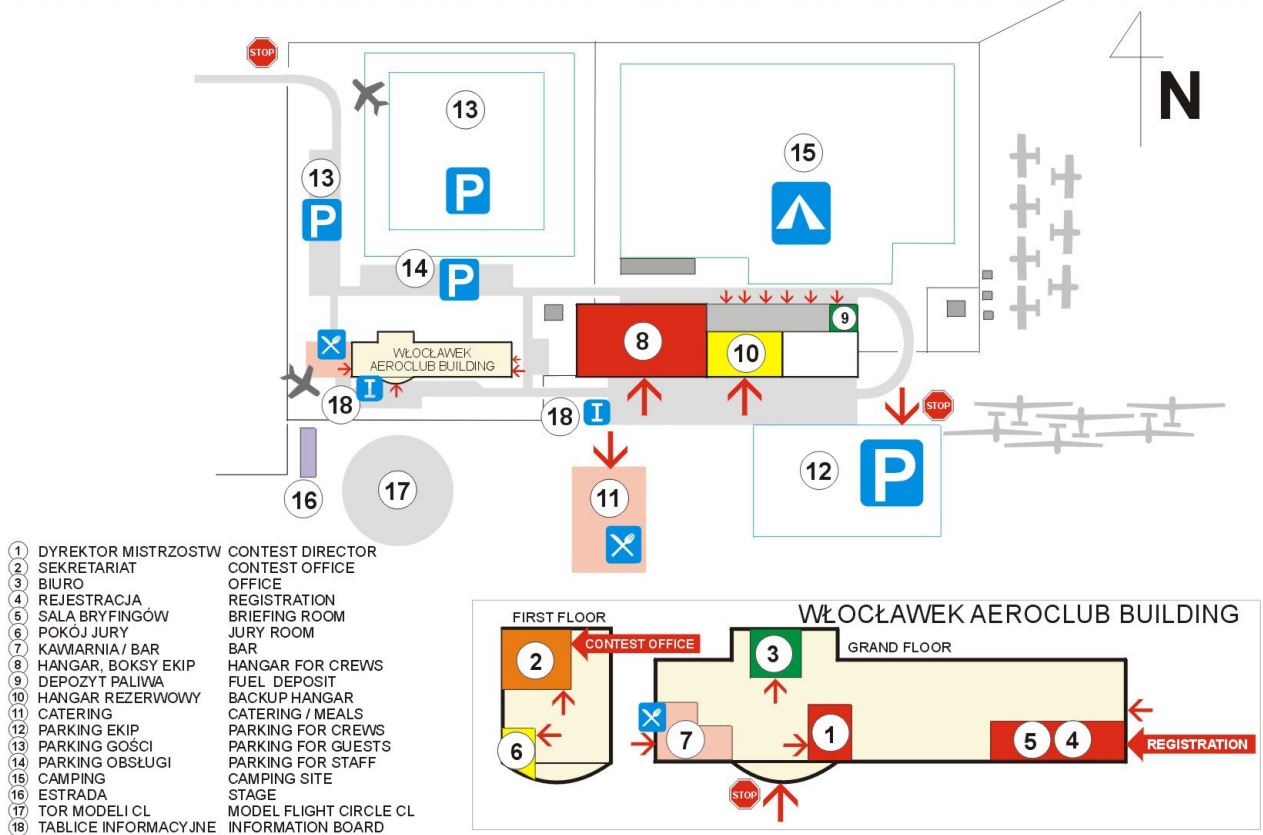 STOP
13
13
15
N
14
9
8
10
WŁOCŁAWEK
AEROCLUB BUILDING
18
18
STOP
12
11
17
16
1 DYREKTOR MISTRZOSTW CONTEST DIRECTOR
2 SEKRETARIAT CONTEST OFFICE
3 BIURO OFFICE
4 REJESTRACJA REGISTRATION
5 SALA BRYFINGÓW BRIEFING ROOM
6 POKÓJ JURY JURY ROOM
7 KAWIARNIA / BAR BAR
8 HANGAR, BOKSY EKIP HANGAR FOR CREWS
9 DEPOZYT PALIWA FUEL DEPOSIT
10 HANGAR REZERWOWY BACKUP HANGAR
11 CATERING CATERING / MEALS
12 PARKING EKIP PARKING FOR CREWS
13 PARKING GOŚCI PARKING FOR GUESTS
14 PARKING OBSŁUGI PARKING FOR STAFF
15 CAMPING CAMPING SITE
16 ESTRADA STAGE
17 TOR MODELI CL MODEL FLIGHT CIRCLE CL
18 TABLICE INFORMACYJNE INFORMATION BOARD
WŁOCŁAWEK AEROCLUB BUILDING
FIRST FLOOR
GRAND FLOOR
CONTEST OFFICE
2
3
6
7
1
5 4
REGISTRATION
STOP
P
P
P
P
I
I